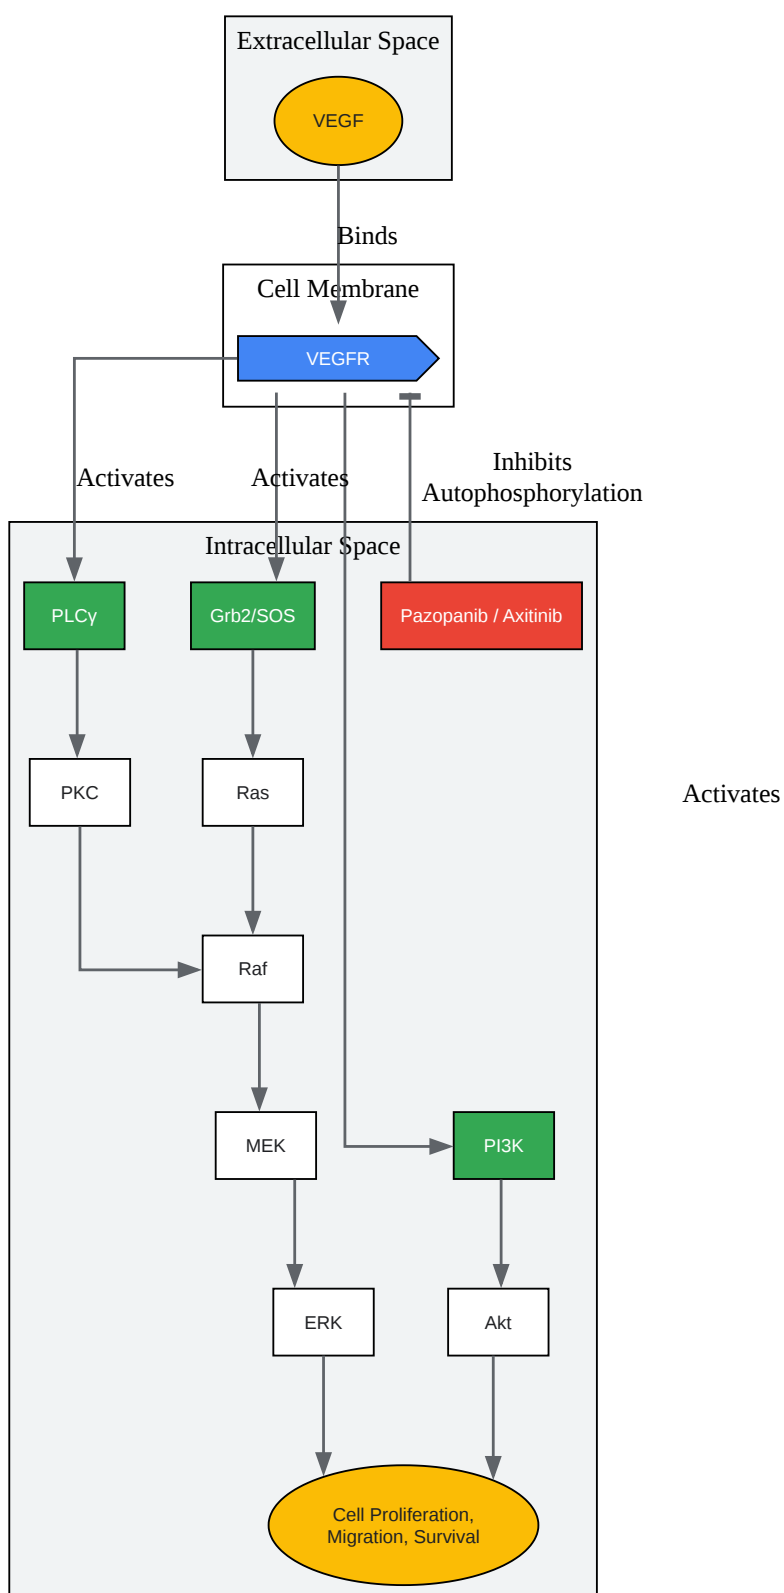 Extracellular Space
VEGF
Binds
Cell Membrane
VEGFR
Activates
Activates
Inhibits
Autophosphorylation
Intracellular Space
PLCγ
Grb2/SOS
Pazopanib / Axitinib
PKC
Ras
Activates
Raf
MEK
PI3K
ERK
Akt
Cell Proliferation,
Migration, Survival